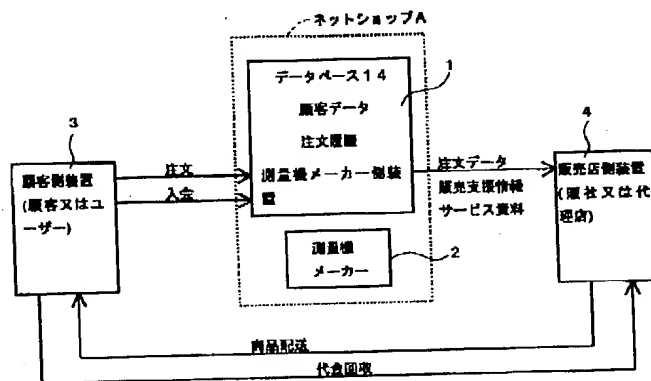 ネットショップA
データベース14
顧客データ
注文履歴
測量機メーカー側装
置
1
測量機
メーカー
2
3
顧客側装置
(顧客又はユ
ーザー)
注文
入会
注文データ
販売支援情報
サービス資料
4
販売店側装置
(販社又は代
理店)
商品配送
代金回収